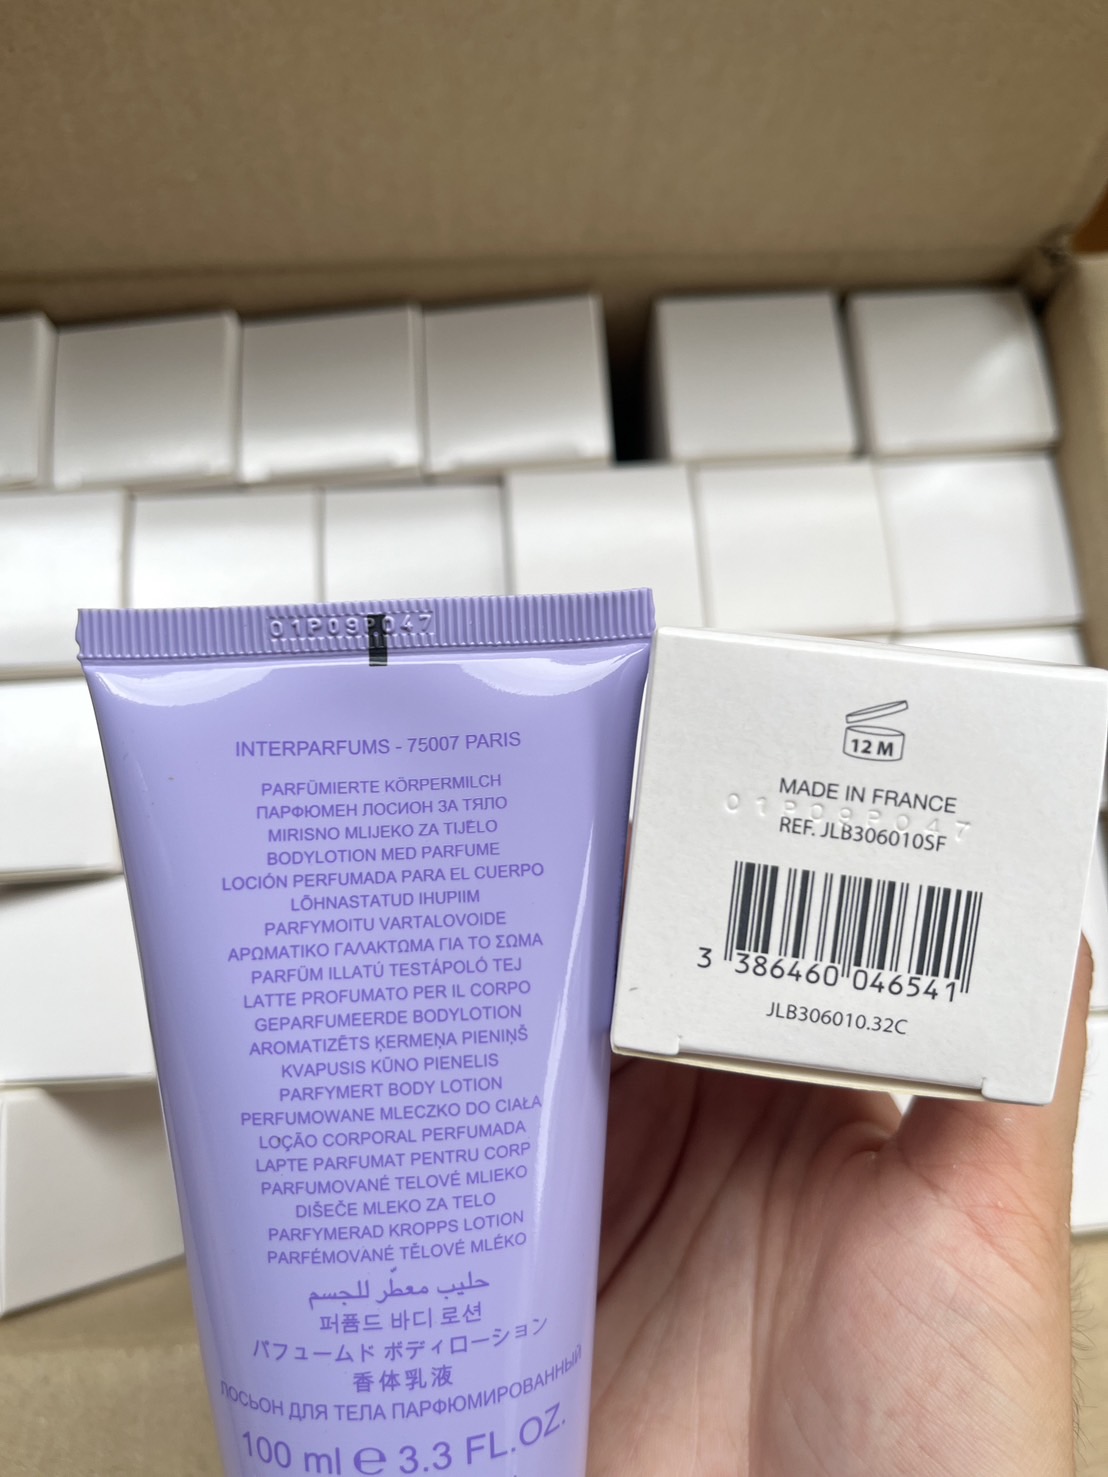 01P09P047
INTERPARFUMS - 75007 PARIS
PARFÜMIERTE KÖRPERMILCH
ПАРФЮМЕН ЛОСИОН ЗА ТЯЛО
MIRISNO MLIJEKO ZA TIJELO
BODYLOTION MED PARFUME
LOCIÓN PERFUMADA PARA EL CUERPO
LÕHNASTATUD IHUPIIM
PARFYMOITU VARTALOVOIDE
ΑΡΩΜΑΤΙΚΟ ΓΑΛΑΚΤΩΜΑ ΓΙΑ ΤΟ ΣΩΜΑ
PARFÜM ILLATÚ TESTÁPOLÓ TEJ
LATTE PROFUMATO PER IL CORPO
GEPARFUMEERDE BODYLOTION
AROMATIZĒTS ĶERMEŅA PIENIŅŠ
KVAPUSIS KŪNO PIENELIS
PARFYMERT BODY LOTION
PERFUMOWANE MLECZKO DO CIAŁA
LOÇÃO CORPORAL PERFUMADA
LAPTE PARFUMAT PENTRU CORP
PARFUMOVANÉ TELOVÉ MLIEKO
DIŠEČE MLEKO ZA TELO
PARFYMERAD KROPPS LOTION
PARFÉMOVANÉ TĚLOVÉ MLÉKO
حليب معطّر للجسم
퍼퓸드 바디 로션
パフュームド ボディローション
香体乳液
ЛОСЬОН ДЛЯ ТЕЛА ПАРФЮМИРОВАННЫЙ
100 ml e 3.3 FL.OZ.
12 M
MADE IN FRANCE
01P09P047
REF. JLB306010SF
3 386460 046541
JLB306010.32C